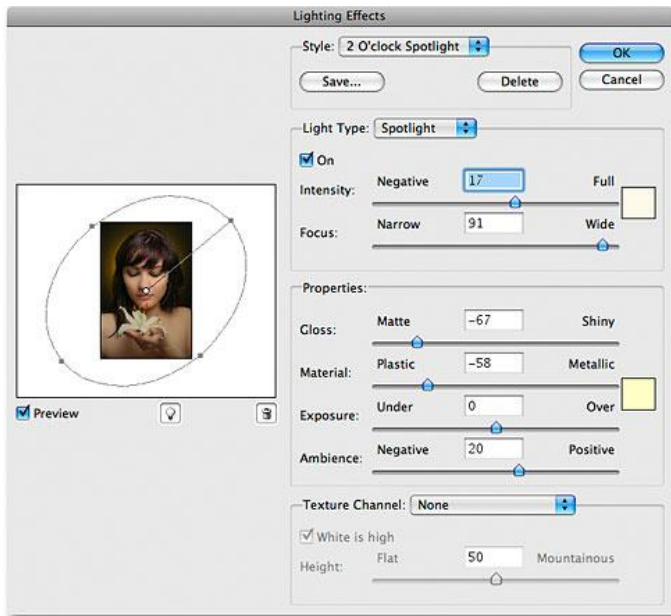 Lighting Effects
Style: 2 O'clock Spotlight
OK
Save...
Delete
Cancel
Light Type: Spotlight
On
Intensity:
Negative 17 Full
Focus:
Narrow 91 Wide
Properties:
Gloss:
Matte -67 Shiny
Material:
Plastic -58 Metallic
Exposure:
Under 0 Over
Ambience:
Negative 20 Positive
Preview
Texture Channel: None
White is high
Height:
Flat 50 Mountainous